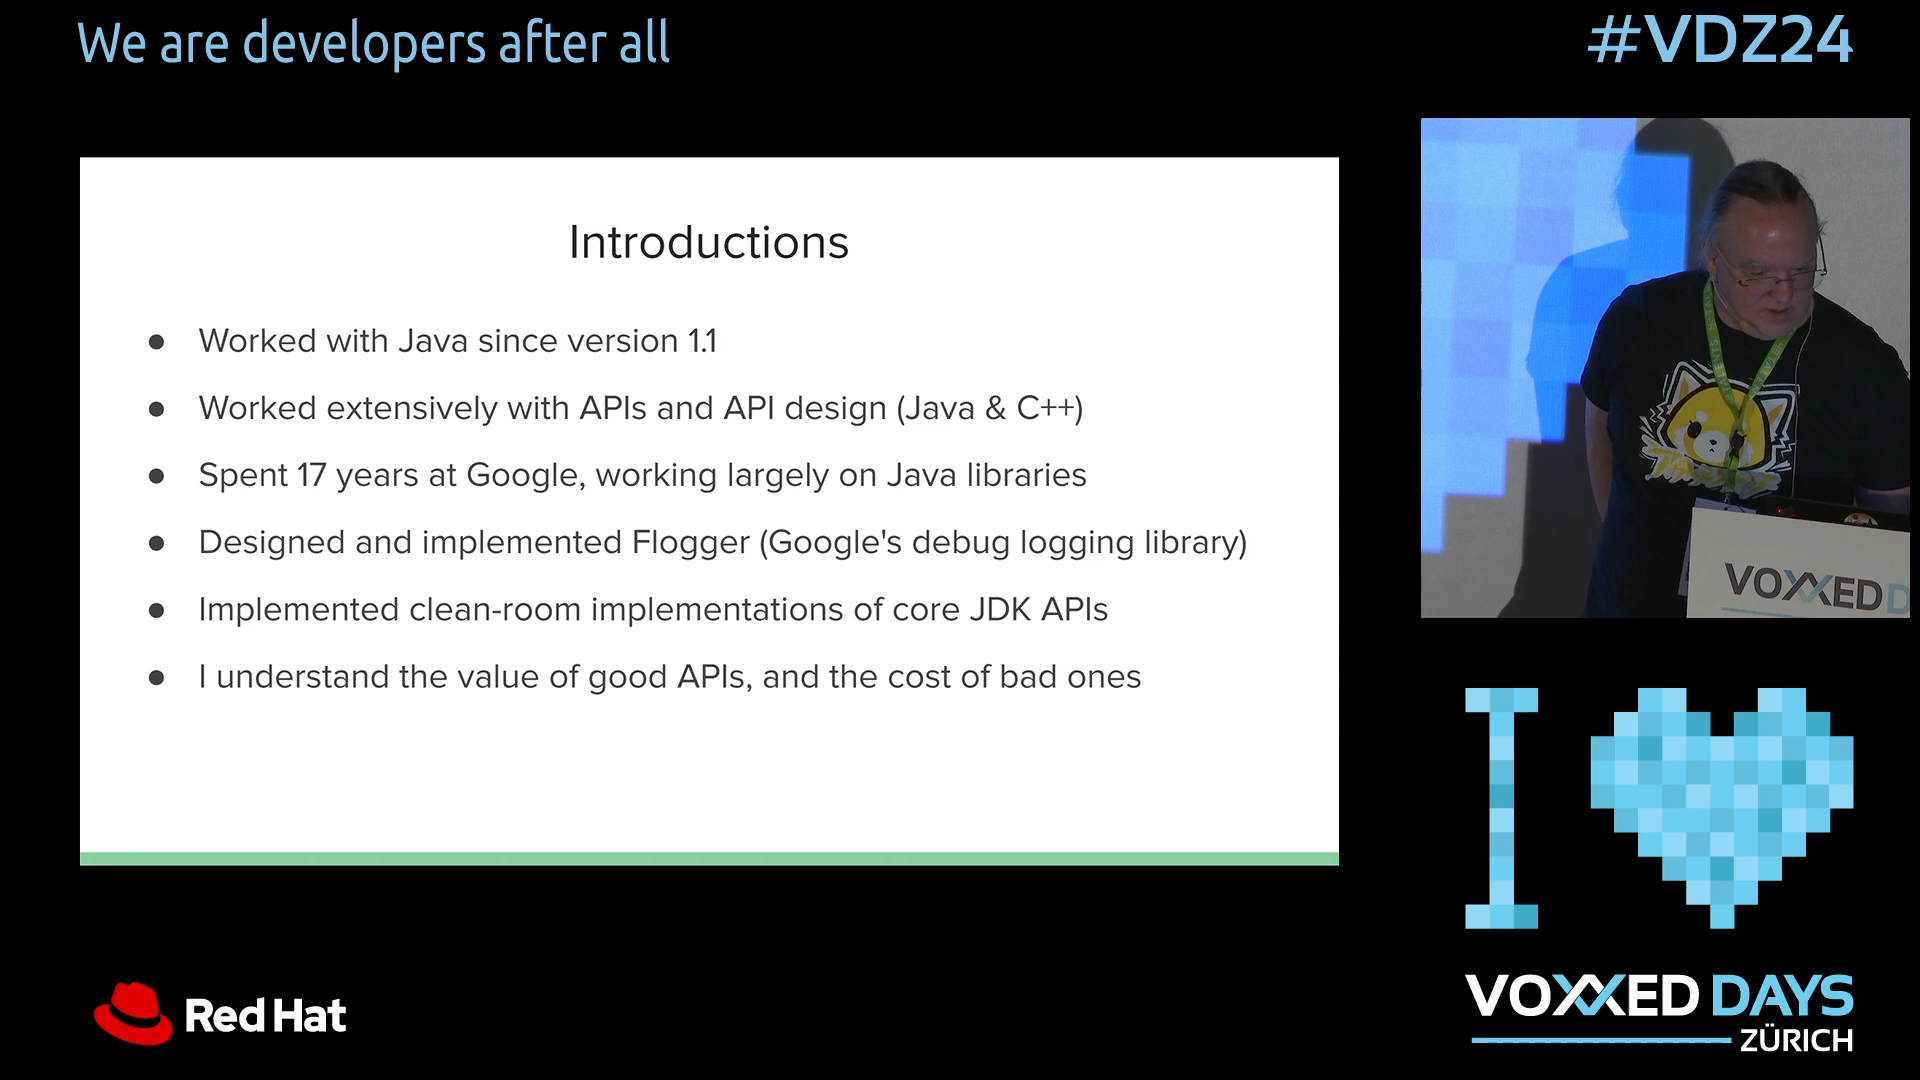 We are developers after all
#VDZ24
Introductions
● Worked with Java since version 1.1
● Worked extensively with APIs and API design (Java & C++)
● Spent 17 years at Google, working largely on Java libraries
● Designed and implemented Flogger (Google's debug logging library)
● Implemented clean-room implementations of core JDK APIs
● I understand the value of good APIs, and the cost of bad ones
VOXXED D
I
Red Hat
VOXXED DAYS
ZÜRICH